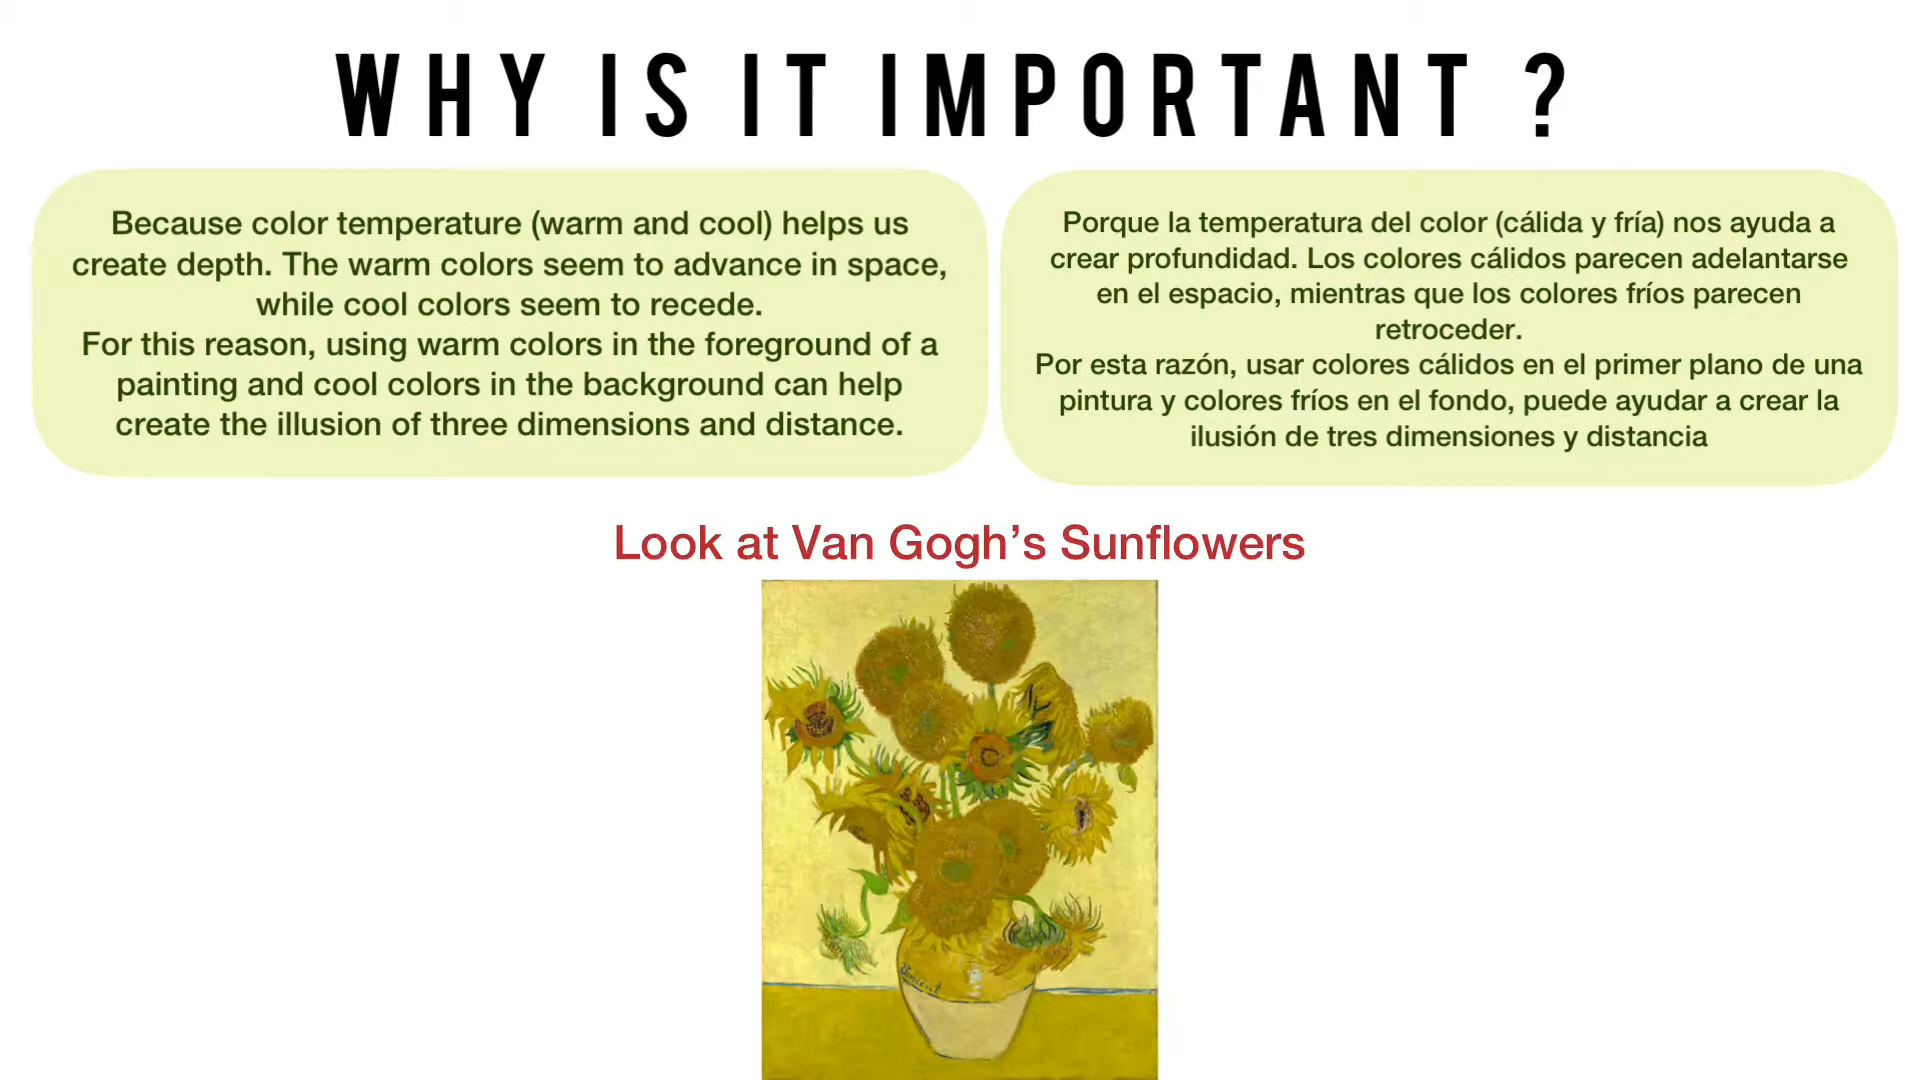 WHY IS IT IMPORTANT ?
Because color temperature (warm and cool) helps us
create depth. The warm colors seem to advance in space,
while cool colors seem to recede.
For this reason, using warm colors in the foreground of a
painting and cool colors in the background can help
create the illusion of three dimensions and distance.
Porque la temperatura del color (cálida y fría) nos ayuda a
crear profundidad. Los colores cálidos parecen adelantarse
en el espacio, mientras que los colores fríos parecen
retroceder.
Por esta razón, usar colores cálidos en el primer plano de una
pintura y colores fríos en el fondo, puede ayudar a crear la
ilusión de tres dimensiones y distancia
Look at Van Gogh’s Sunflowers
Vincent